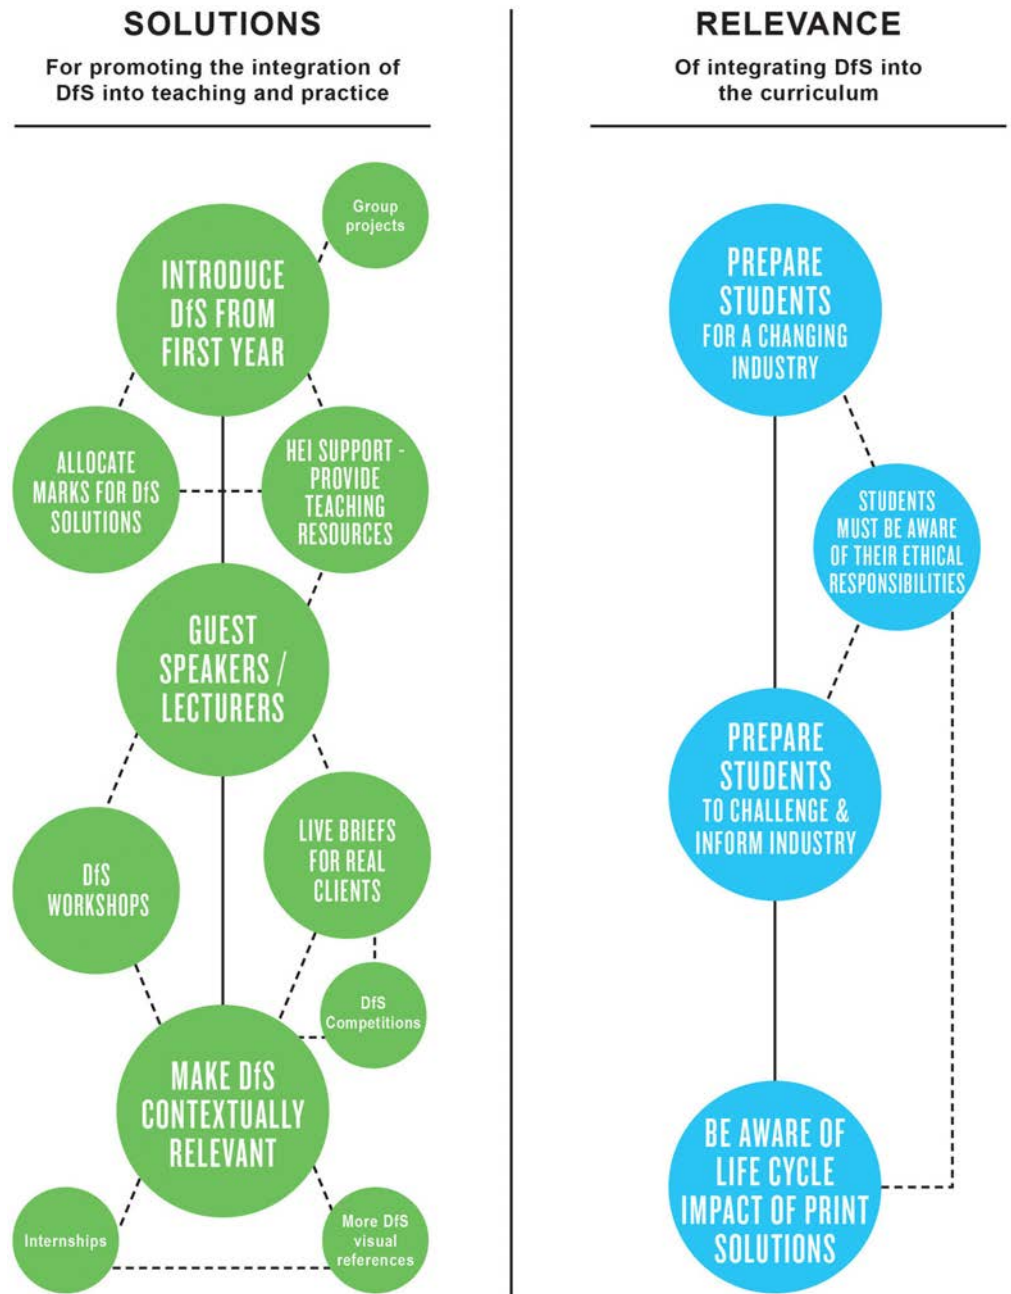 SOLUTIONS
For promoting the integration of
DfS into teaching and practice
Group
projects
INTRODUCE
DfS FROM
FIRST YEAR
ALLOCATE
MARKS FOR DfS
SOLUTIONS
HEI SUPPORT -
PROVIDE
TEACHING
RESOURCES
GUEST
SPEAKERS /
LECTURERS
DfS
WORKSHOPS
LIVE BRIEFS
FOR REAL
CLIENTS
DfS
Competitions
MAKE DfS
CONTEXTUALLY
RELEVANT
Internships
More DfS
visual
references
RELEVANCE
Of integrating DfS into
the curriculum
PREPARE
STUDENTS
FOR A CHANGING
INDUSTRY
STUDENTS
MUST BE AWARE
OF THEIR ETHICAL
RESPONSIBILITIES
PREPARE
STUDENTS
TO CHALLENGE &
INFORM INDUSTRY
BE AWARE OF
LIFE CYCLE
IMPACT OF PRINT
SOLUTIONS